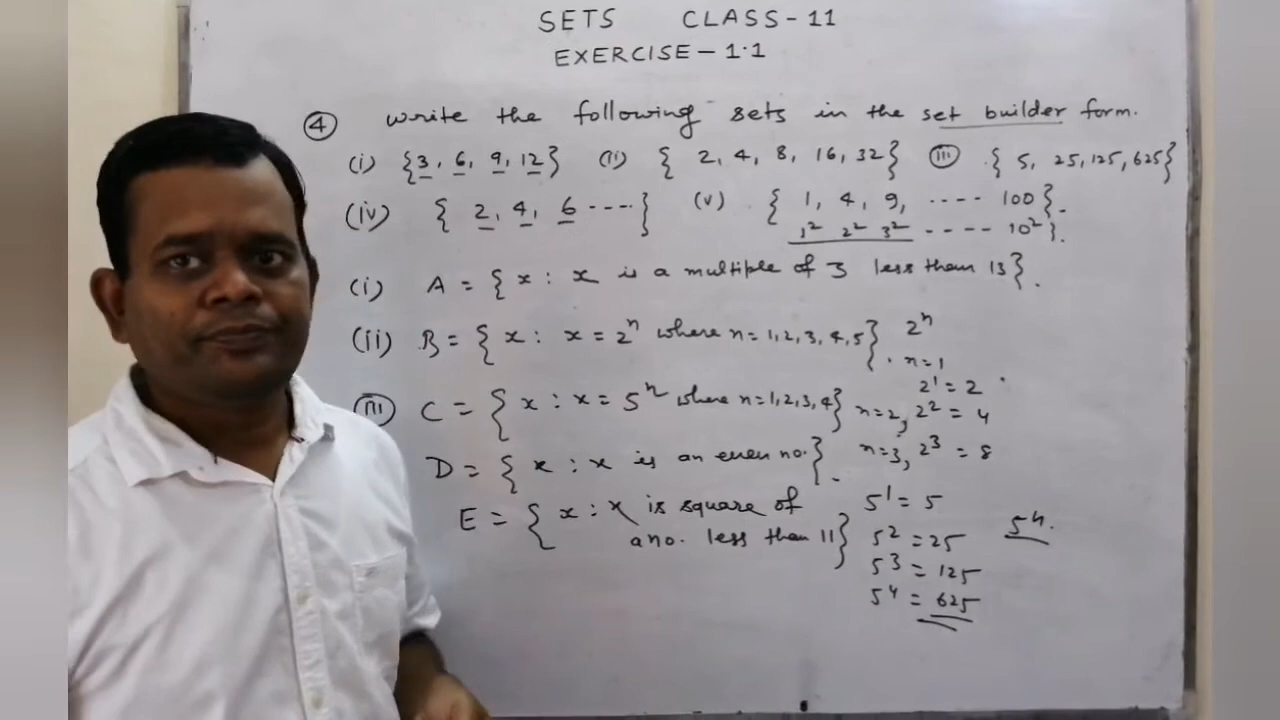 SETS CLASS-11
EXERCISE-1.1
④ write the following sets in the set builder form.
(i) {3, 6, 9, 12} (ii) { 2, 4, 8, 16, 32} (iii) { 5, 25, 125, 625}
(iv) { 2, 4, 6 ----} (v) { 1, 4, 9, ---- 100}.
1² 2² 3² ---- 10² }.
(i) A = { x : x is a multiple of 3 less than 13}.
(ii) B = { x : x = 2ⁿ where n = 1, 2, 3, 4, 5}. 2ⁿ
n=1
2¹ = 2
(iii) C = { x : x = 5ⁿ where n=1,2,3,4} n=2, 2² = 4
D = { x : x is an even no.}. n=3, 2³ = 8
E = { x : x is square of 5¹ = 5
a no. less than 11} 5² = 25 5ⁿ.
5³ = 125
5⁴ = 625